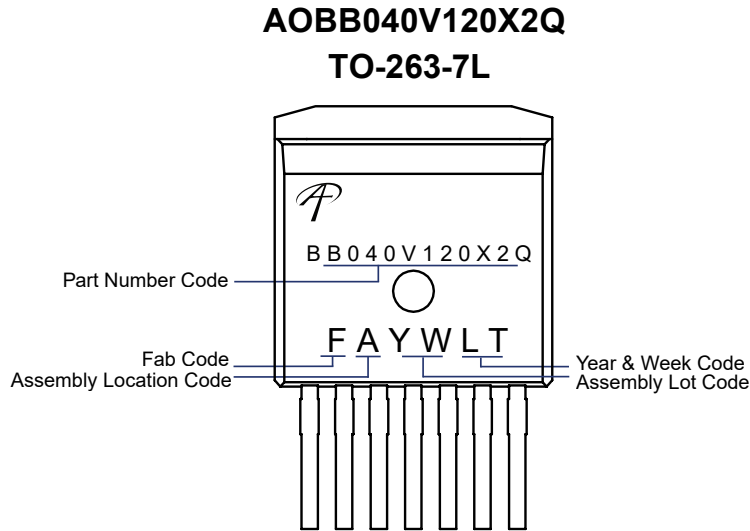 AOBB040V120X2Q
TO-263-7L
BB040V120X2Q
Part Number Code
FAYWLT
Fab Code
Assembly Location Code
Year & Week Code
Assembly Lot Code